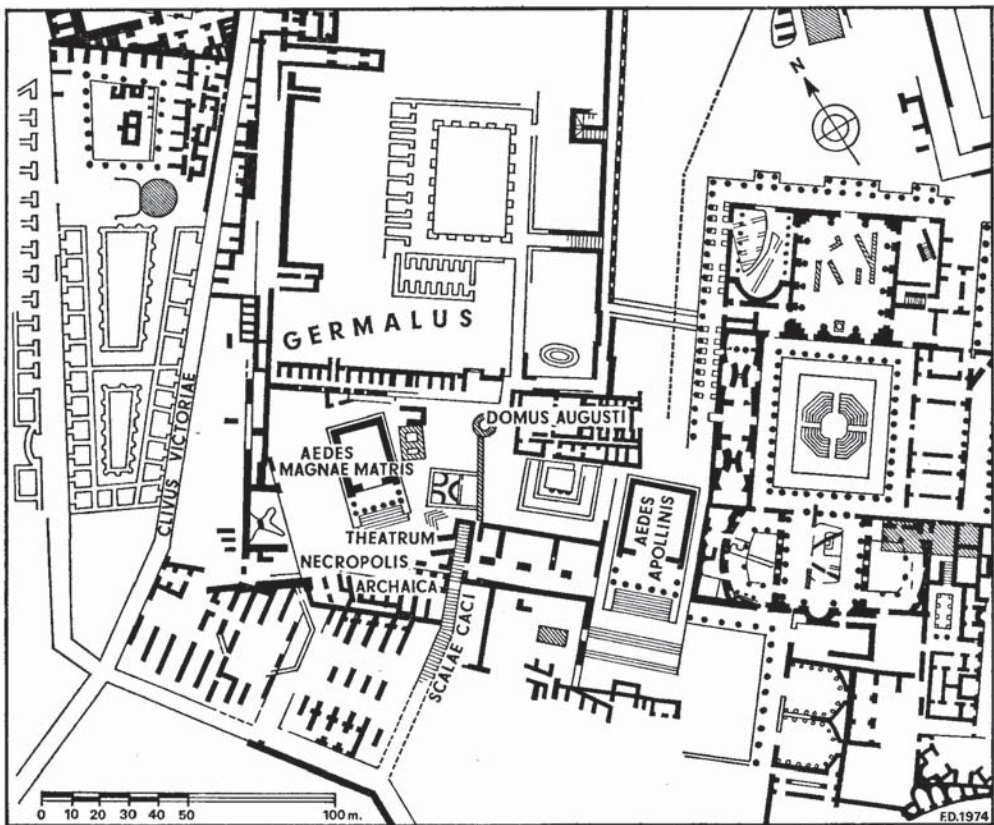 N
GERMALUS
DOMUS AUGUSTI
AEDES
MAGNAE MATRIS
CLIVUS VICTORIAE
AEDES
APOLLINIS
THEATRUM
NECROPOLIS
ARCHAICA
SCALAE CACI
0 10 20 30 40 50 100 m.
F.D.1974